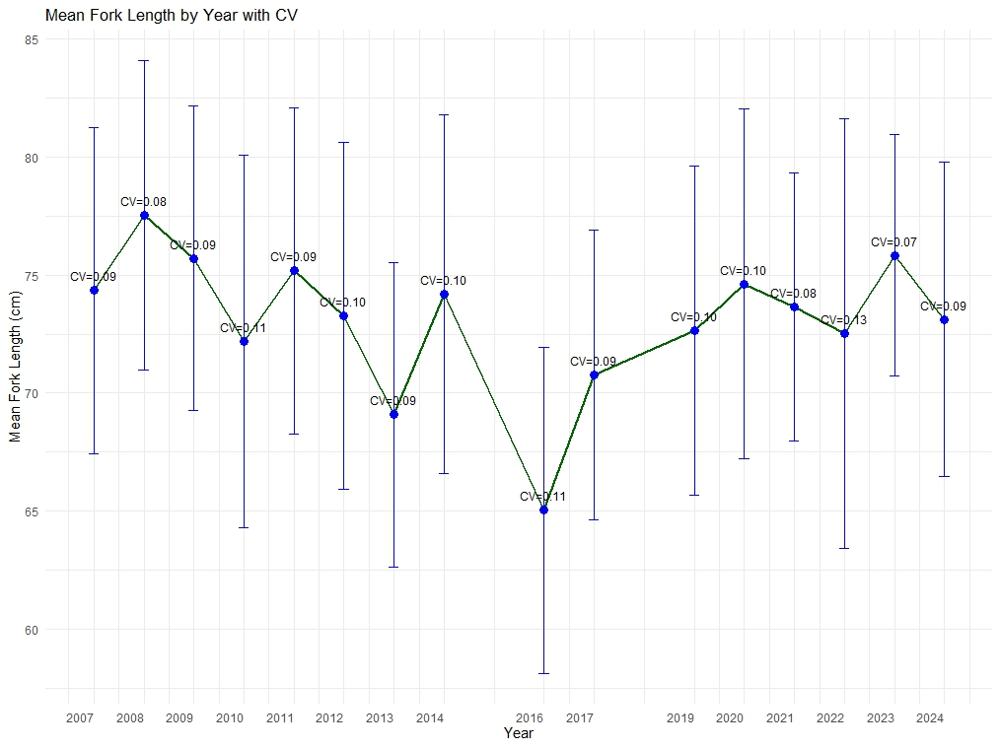 Mean Fork Length by Year with CV
85
80
75
70
65
60
Mean Fork Length (cm)
CV=0.09
CV=0.08
CV=0.09
CV=0.11
CV=0.09
CV=0.10
CV=0.09
CV=0.10
CV=0.11
CV=0.09
CV=0.10
CV=0.10
CV=0.08
CV=0.13
CV=0.07
CV=0.09
2007 2008 2009 2010 2011 2012 2013 2014 2016 2017 2019 2020 2021 2022 2023 2024
Year